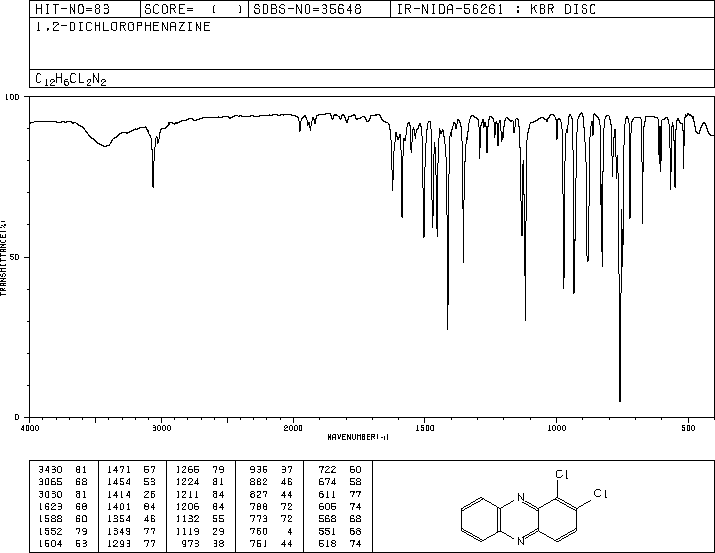 HIT-NO=83 SCORE= ( ) SDBS-NO=35648 IR-NIDA-56261 : KBR DISC
1,2-DICHLOROPHENAZINE
C12H6CL2N2
100
50
0
TRANSMITTANCE(%)
4000 3000 2000 1500 1000 500
WAVENUMBER(-1)
3430 81 1471 57 1266 79 936 37 722 60
3065 68 1454 53 1224 81 882 46 674 58
3030 81 1414 26 1211 84 827 44 611 77
1623 68 1401 84 1206 84 788 72 606 74
1588 60 1354 46 1132 55 773 72 568 68
1552 79 1349 77 1119 29 760 4 551 68
1504 53 1293 77 973 38 751 44 518 74
Cl
Cl
N
N